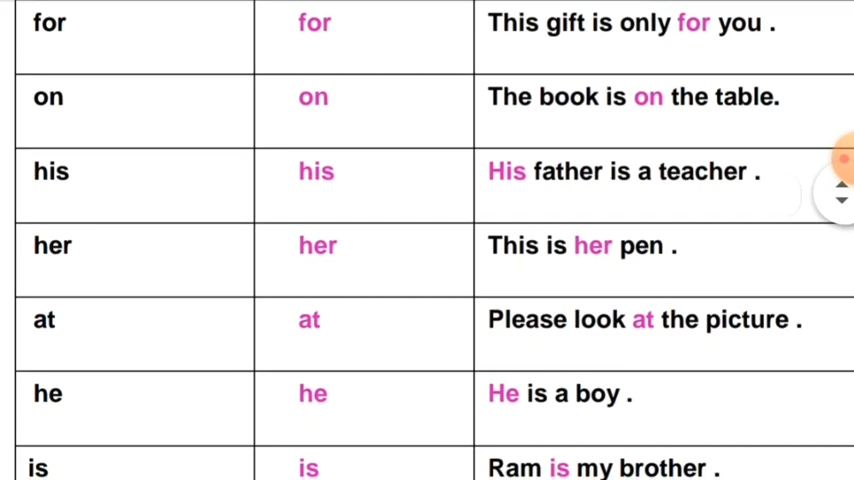 for for This gift is only for you .
on on The book is on the table.
his his His father is a teacher .
her her This is her pen .
at at Please look at the picture .
he he He is a boy .
is is Ram is my brother .